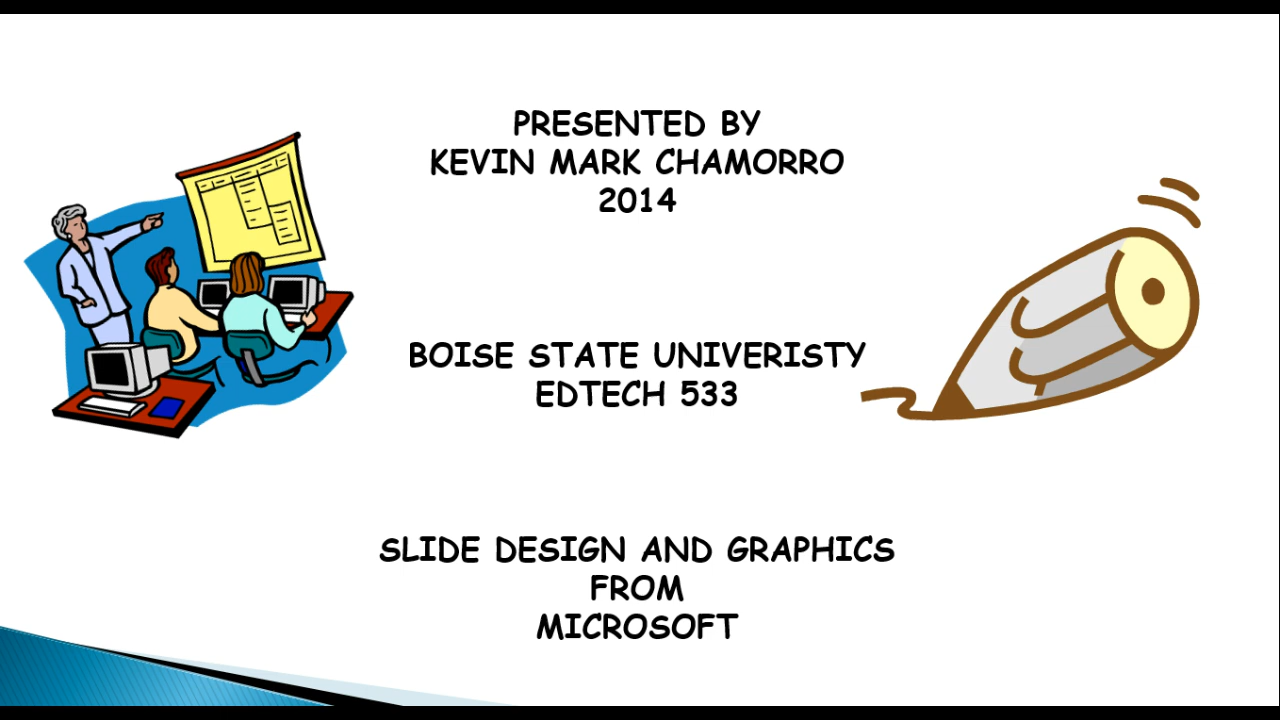 PRESENTED BY
KEVIN MARK CHAMORRO
2014
BOISE STATE UNIVERISTY
EDTECH 533
SLIDE DESIGN AND GRAPHICS
FROM
MICROSOFT